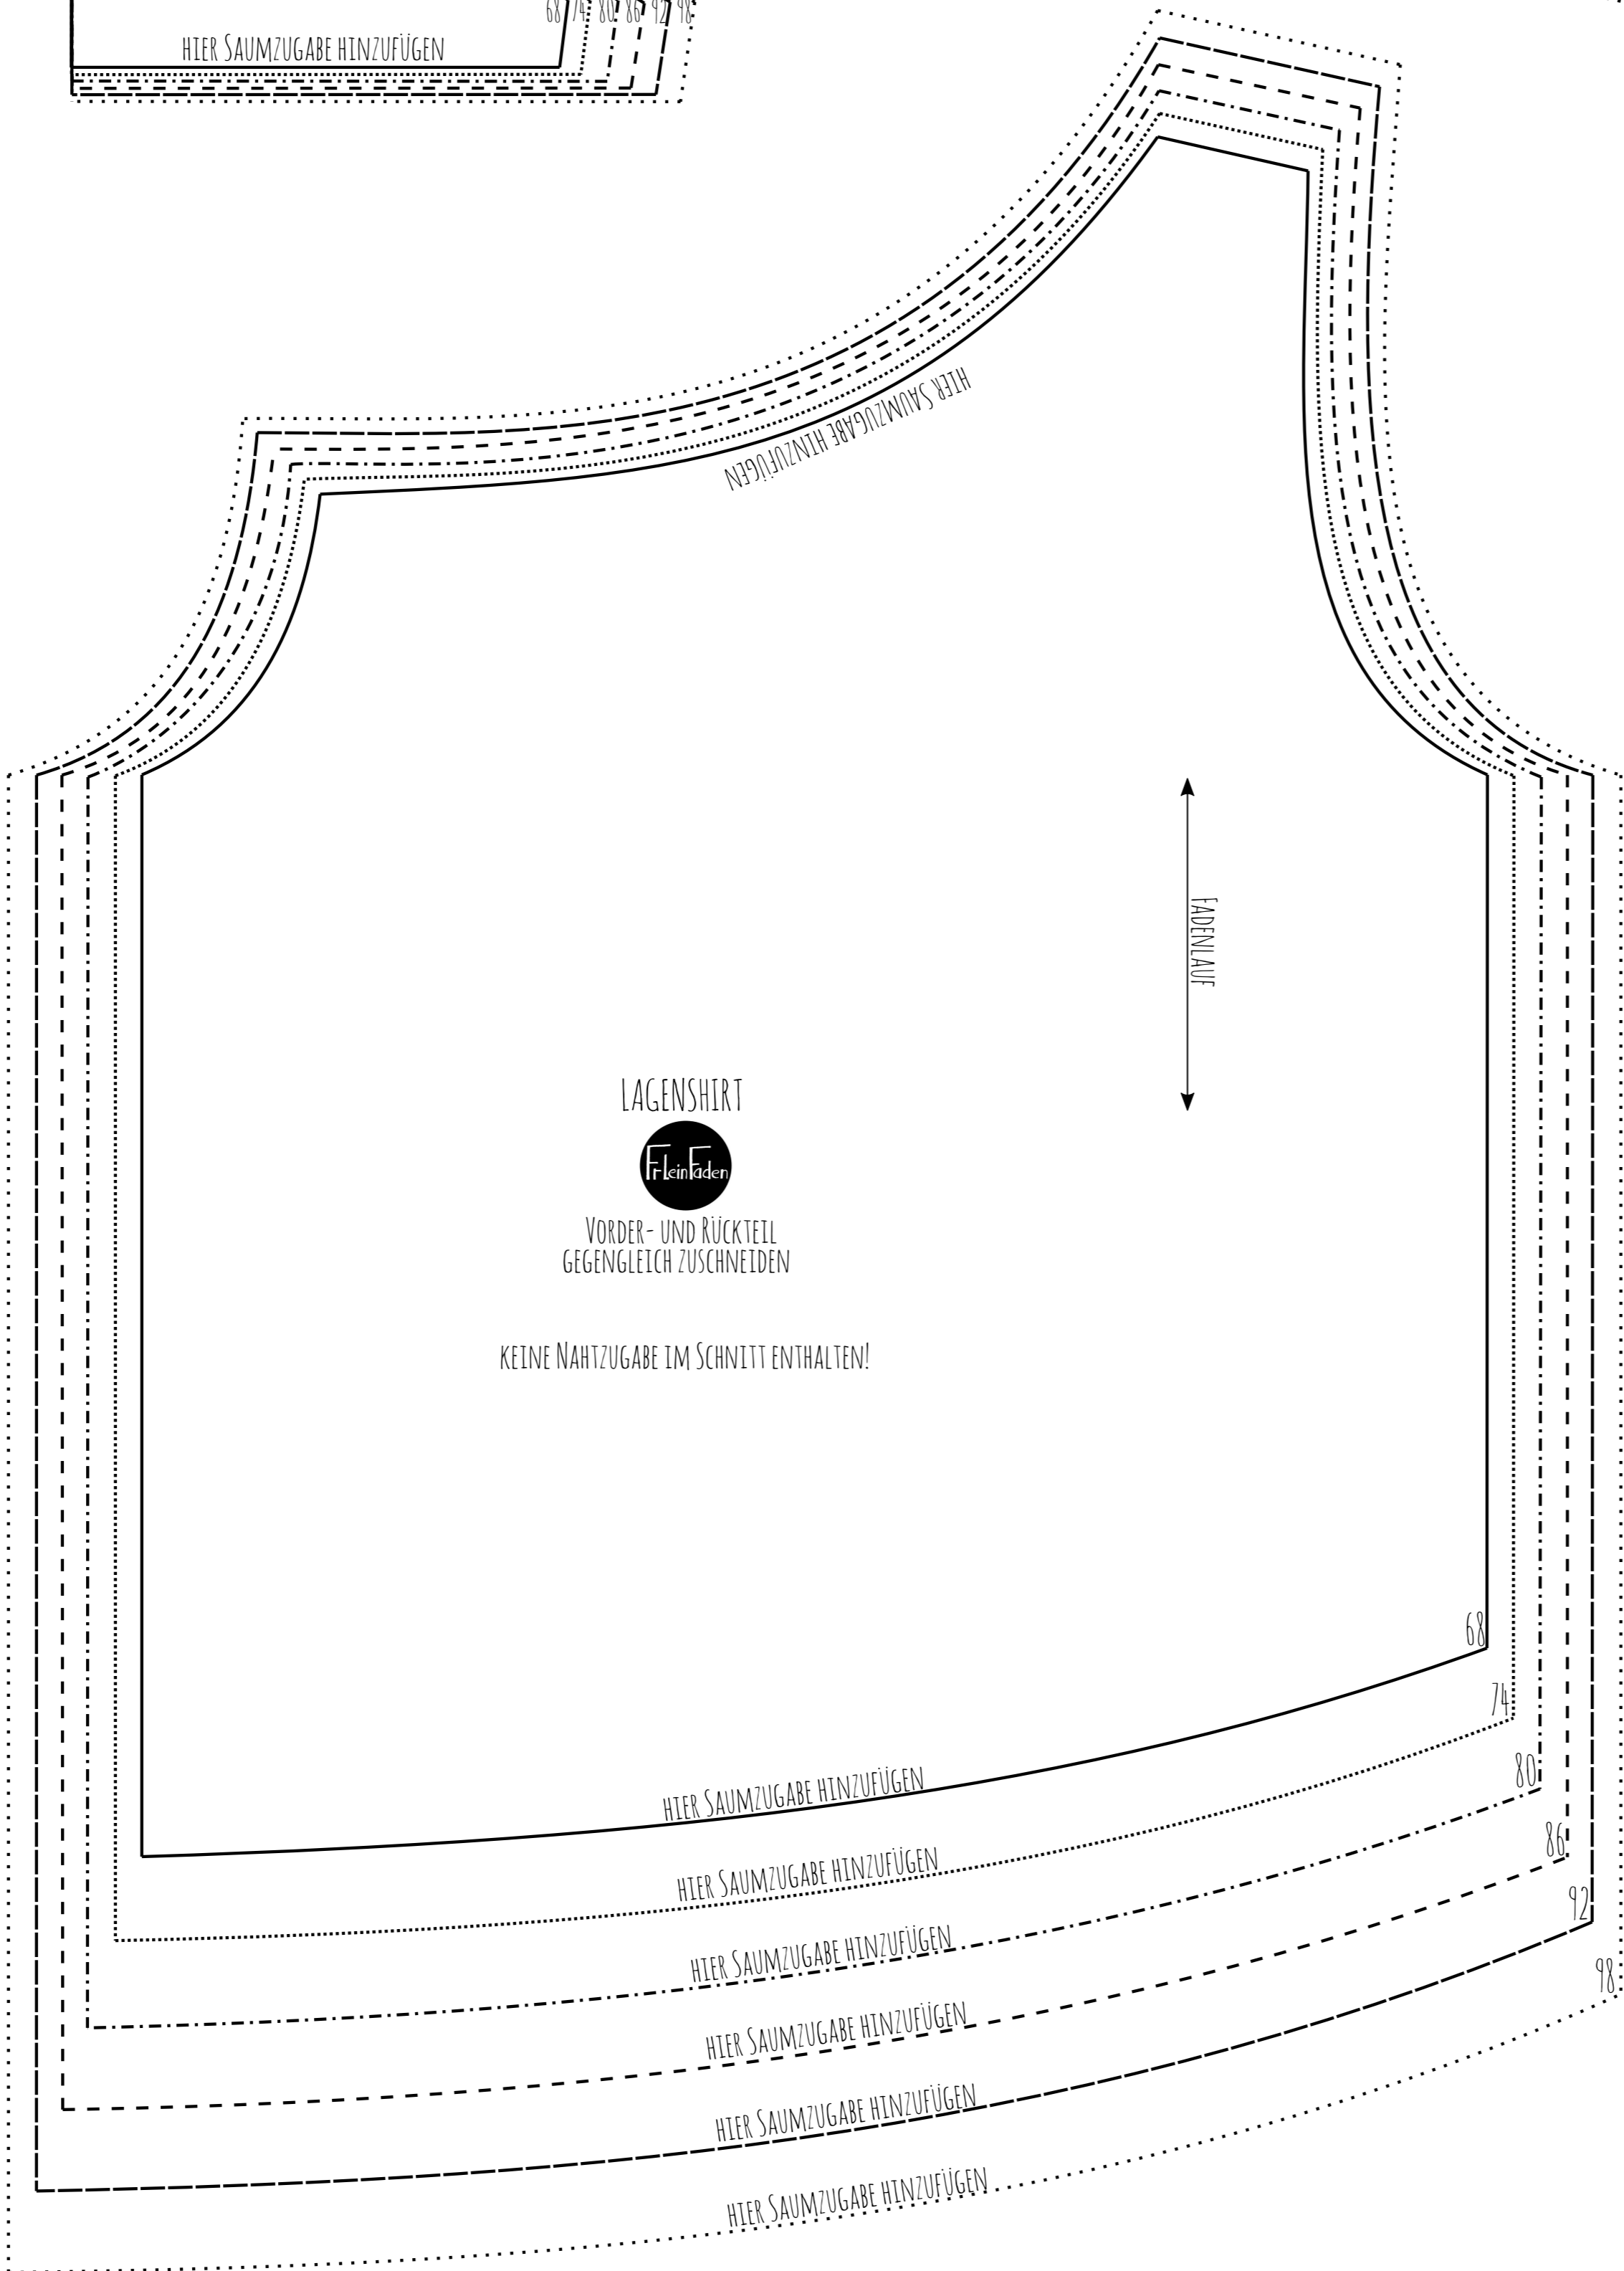 68 74 80 86 92 98
HIER SAUMZUGABE HINZUFÜGEN
HIER SAUMZUGABE HINZUFÜGEN
FADENLAUF
LAGENSHIRT
FrLeinFaden
VORDER- UND RÜCKTEIL
GEGENGLEICH ZUSCHNEIDEN
KEINE NAHTZUGABE IM SCHNITT ENTHALTEN!
68
74
HIER SAUMZUGABE HINZUFÜGEN
80
86
HIER SAUMZUGABE HINZUFÜGEN
92
HIER SAUMZUGABE HINZUFÜGEN
98
HIER SAUMZUGABE HINZUFÜGEN
HIER SAUMZUGABE HINZUFÜGEN
HIER SAUMZUGABE HINZUFÜGEN